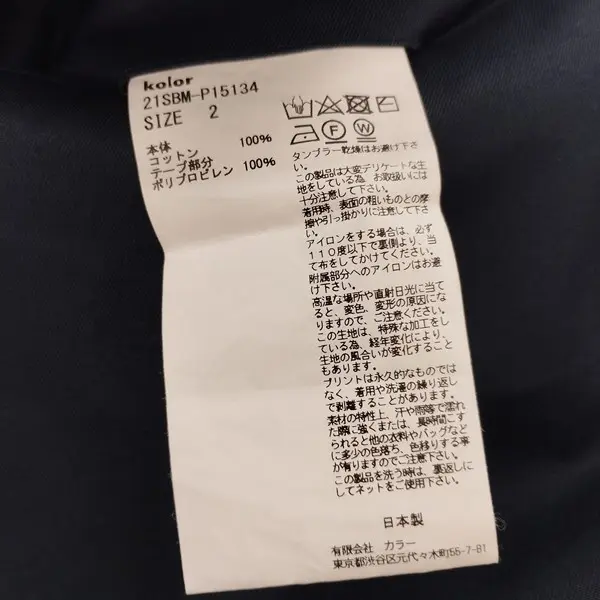 kolor
21SBM-P15134
SIZE 2
本体 100%
コットン
テープ部分
ポリプロピレン 100%
タンブラー乾燥はお避け下さい。
この製品は大変デリケートな生
地をしている為、お取扱いには
十分注意して下さい。
着用時、表面の粗いものとの摩
擦や引っ掛かりに注意して下さ
い。
アイロンをする場合は、必ず
110度以下で裏側より、当
て布をしてかけてください。
附属部分へのアイロンはお避
け下さい。
高温な場所や直射日光に当て
ると、変色、変形の原因にな
りますので、ご注意ください。
この生地は、特殊な加工をし
ている為、経年変化により、
生地の風合いが変化すること
もあります。
プリントは永久的なものでは
なく、着用や洗濯の繰り返し
で剥離することがあります。
素材の特性上、汗や雨等で濡れ
た際に強くまたは、長時間こす
られると他の衣料やバッグなど
に多少の色落ち、色移りする事
が有りますのでご注意下さい。
この製品を洗う時は、裏返しに
してネットをご使用ください。
日本製
有限会社 カラー
東京都渋谷区元代々木町55-7-B1